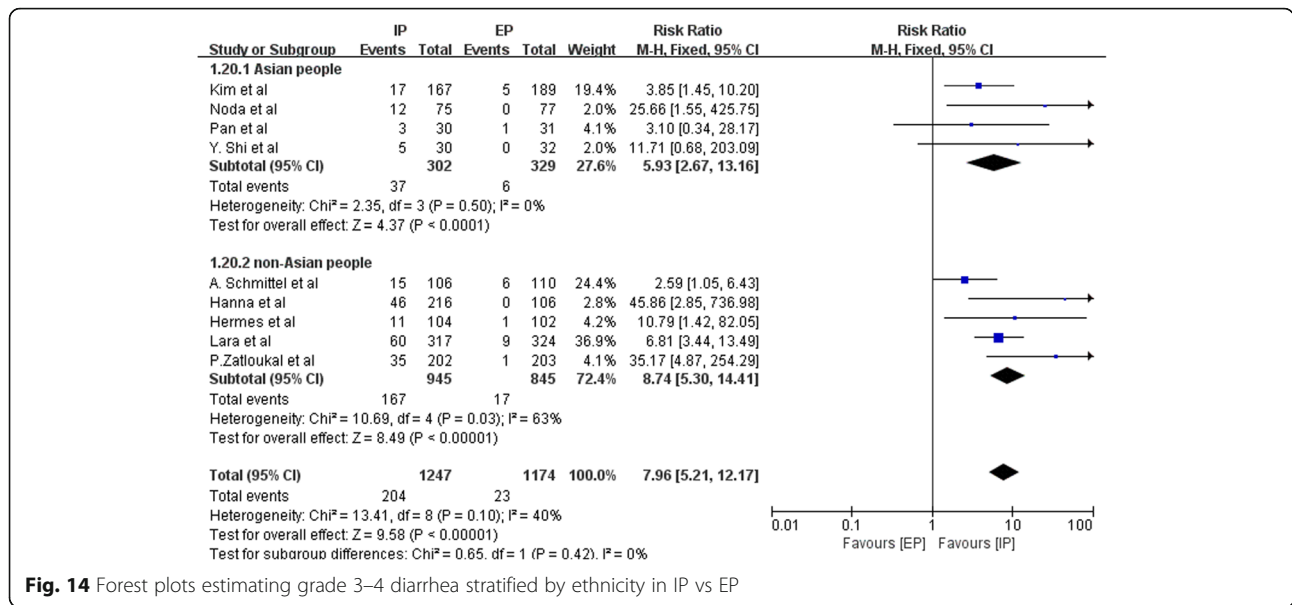 IP EP Risk Ratio Risk Ratio
Study or Subgroup Events Total Events Total Weight M-H, Fixed, 95% CI M-H, Fixed, 95% CI
1.20.1 Asian people
Kim et al 17 167 5 189 19.4% 3.85 [1.45, 10.20]
Noda et al 12 75 0 77 2.0% 25.66 [1.55, 425.75]
Pan et al 3 30 1 31 4.1% 3.10 [0.34, 28.17]
Y. Shi et al 5 30 0 32 2.0% 11.71 [0.68, 203.09]
Subtotal (95% CI) 302 329 27.6% 5.93 [2.67, 13.16]
Total events 37 6
Heterogeneity: Chi² = 2.35, df = 3 (P = 0.50); I² = 0%
Test for overall effect: Z = 4.37 (P < 0.0001)
1.20.2 non-Asian people
A. Schmittel et al 15 106 6 110 24.4% 2.59 [1.05, 6.43]
Hanna et al 46 216 0 106 2.8% 45.86 [2.85, 736.98]
Hermes et al 11 104 1 102 4.2% 10.79 [1.42, 82.05]
Lara et al 60 317 9 324 36.9% 6.81 [3.44, 13.49]
P.Zatloukal et al 35 202 1 203 4.1% 35.17 [4.87, 254.29]
Subtotal (95% CI) 945 845 72.4% 8.74 [5.30, 14.41]
Total events 167 17
Heterogeneity: Chi² = 10.69, df = 4 (P = 0.03); I² = 63%
Test for overall effect: Z = 8.49 (P < 0.00001)
Total (95% CI) 1247 1174 100.0% 7.96 [5.21, 12.17]
Total events 204 23
Heterogeneity: Chi² = 13.41, df = 8 (P = 0.10); I² = 40%
Test for overall effect: Z = 9.58 (P < 0.00001)
Test for subgroup differences: Chi² = 0.65, df = 1 (P = 0.42), I² = 0%
0.01 0.1 1 10 100
Favours [EP] Favours [IP]
Fig. 14 Forest plots estimating grade 3–4 diarrhea stratified by ethnicity in IP vs EP